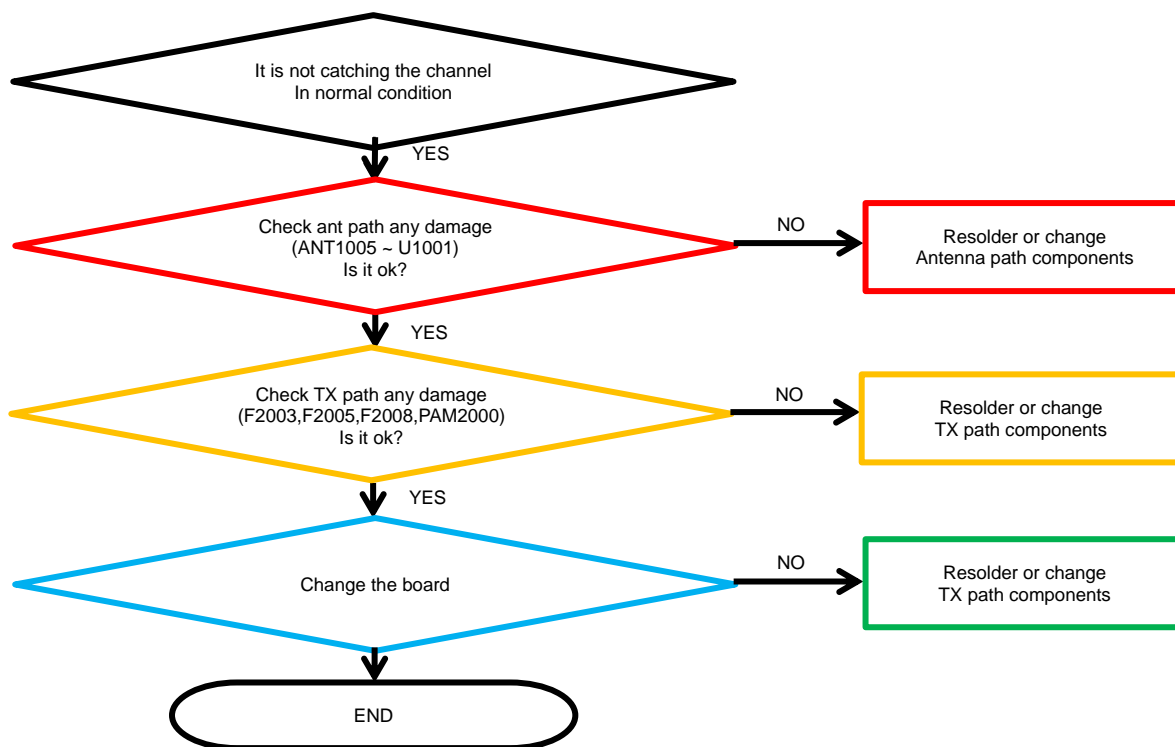 It is not catching the channel
In normal condition
YES
Check ant path any damage
(ANT1005 ~ U1001)
Is it ok?
NO
Resolder or change
Antenna path components
YES
Check TX path any damage
(F2003,F2005,F2008,PAM2000)
Is it ok?
NO
Resolder or change
TX path components
YES
Change the board
NO
Resolder or change
TX path components
END